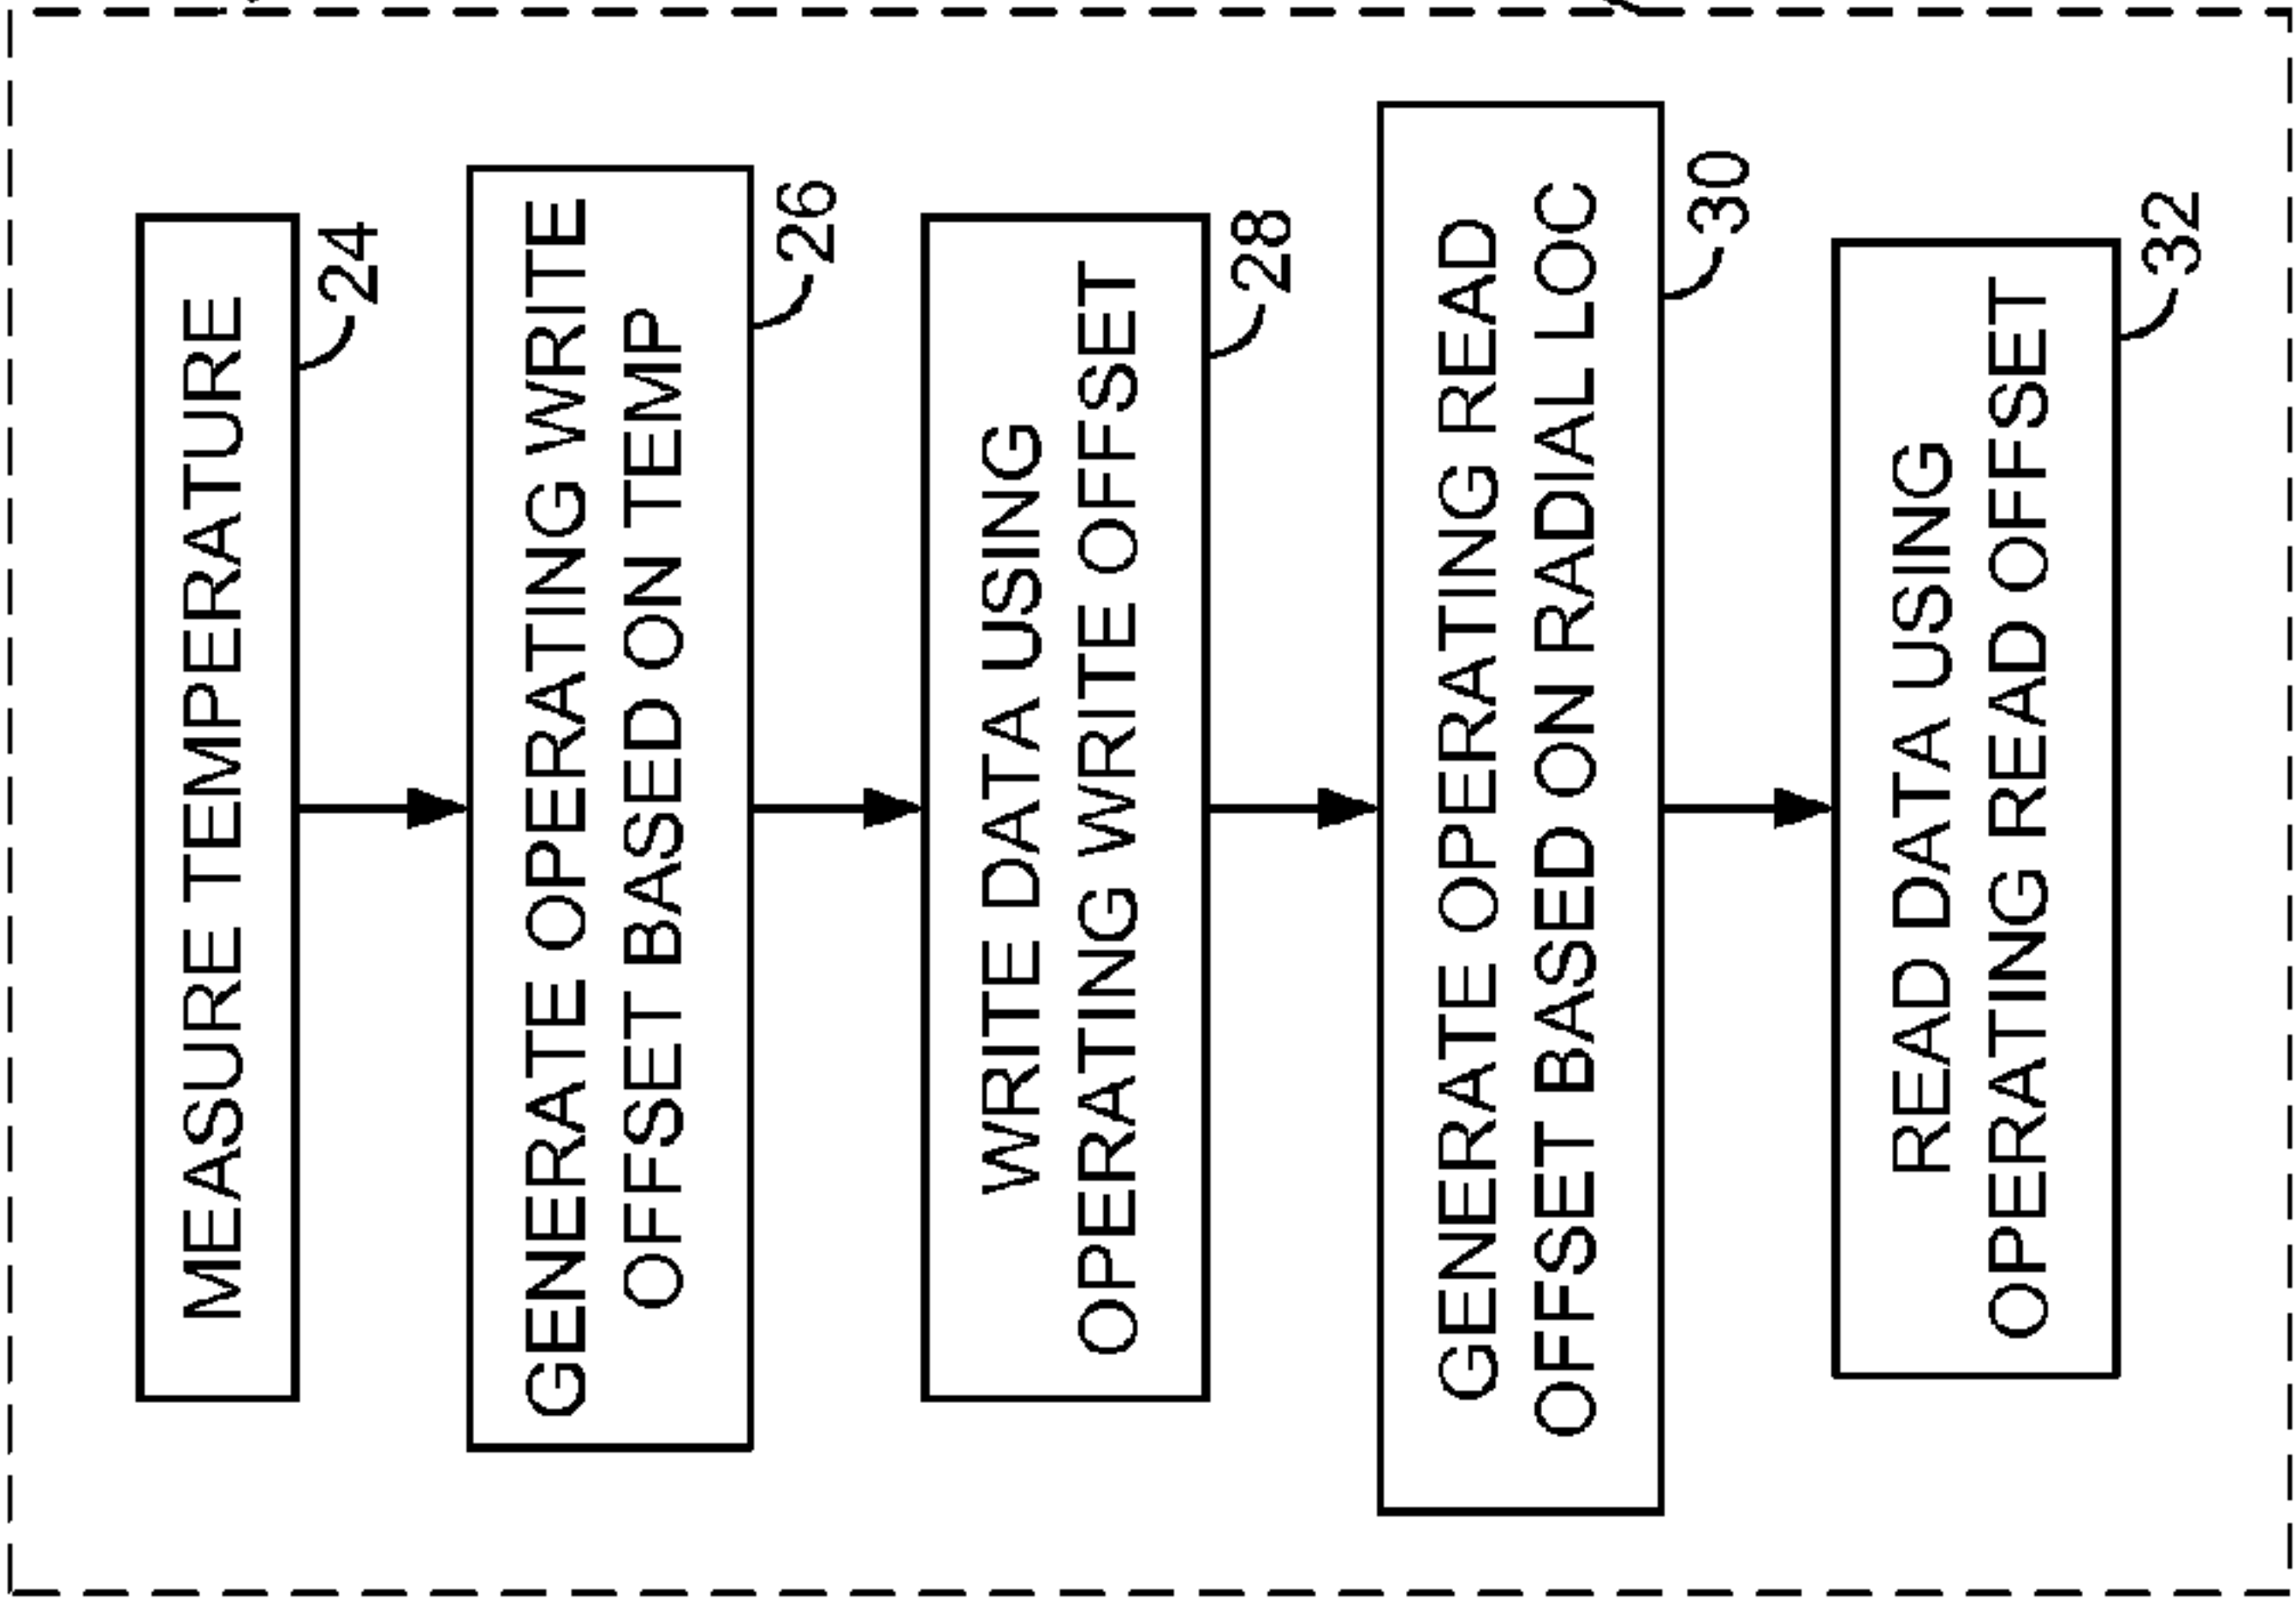 MEASURE TEMPERATURE
24
GENERATE OPERATING WRITE
OFFSET BASED ON TEMP
26
WRITE DATA USING
OPERATING WRITE OFFSET
28
GENERATE OPERATING READ
OFFSET BASED ON RADIAL LOC
30
READ DATA USING
OPERATING READ OFFSET
32